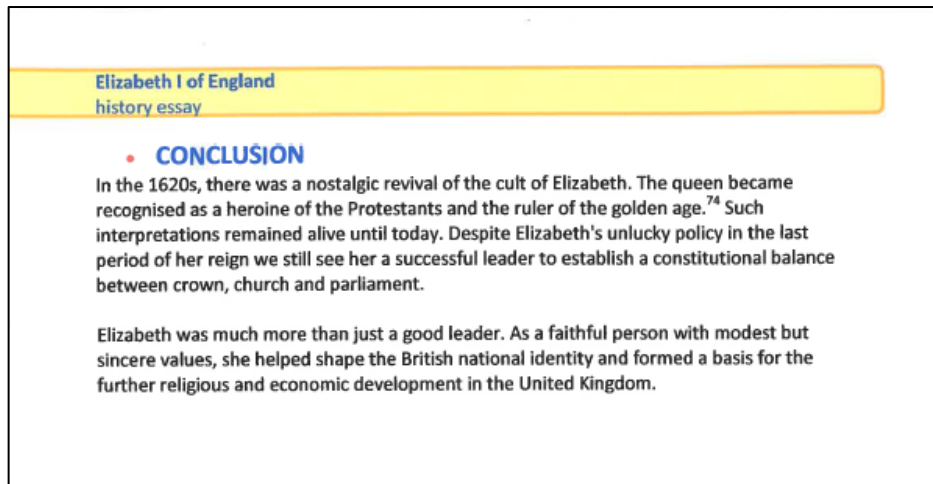 Elizabeth I of England
history essay
• CONCLUSION
In the 1620s, there was a nostalgic revival of the cult of Elizabeth. The queen became
recognised as a heroine of the Protestants and the ruler of the golden age.74 Such
interpretations remained alive until today. Despite Elizabeth's unlucky policy in the last
period of her reign we still see her a successful leader to establish a constitutional balance
between crown, church and parliament.
Elizabeth was much more than just a good leader. As a faithful person with modest but
sincere values, she helped shape the British national identity and formed a basis for the
further religious and economic development in the United Kingdom.